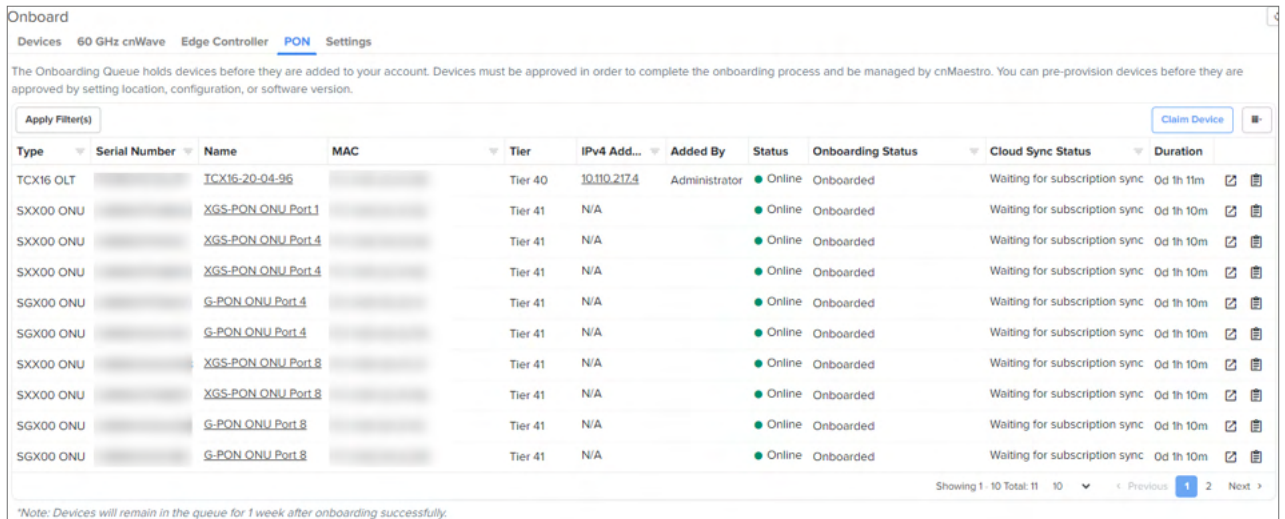 Onboard
Devices 60 GHz cnWave Edge Controller PON Settings
The Onboarding Queue holds devices before they are added to your account. Devices must be approved in order to complete the onboarding process and be managed by cnMaestro. You can pre-provision devices before they are
approved by setting location, configuration, or software version.
Apply Filter(s) Claim Device
Type Serial Number Name MAC Tier IPv4 Add... Added By Status Onboarding Status Cloud Sync Status Duration
TCX16 OLT TCX16-20-04-96 Tier 40 10.110.217.4 Administrator Online Onboarded Waiting for subscription sync 0d 1h 11m
SXX00 ONU XGS-PON ONU Port 1 Tier 41 N/A Online Onboarded Waiting for subscription sync 0d 1h 10m
SXX00 ONU XGS-PON ONU Port 4 Tier 41 N/A Online Onboarded Waiting for subscription sync 0d 1h 10m
SXX00 ONU XGS-PON ONU Port 4 Tier 41 N/A Online Onboarded Waiting for subscription sync 0d 1h 10m
SGX00 ONU G-PON ONU Port 4 Tier 41 N/A Online Onboarded Waiting for subscription sync 0d 1h 10m
SGX00 ONU G-PON ONU Port 4 Tier 41 N/A Online Onboarded Waiting for subscription sync 0d 1h 10m
SXX00 ONU XGS-PON ONU Port 8 Tier 41 N/A Online Onboarded Waiting for subscription sync 0d 1h 10m
SXX00 ONU XGS-PON ONU Port 8 Tier 41 N/A Online Onboarded Waiting for subscription sync 0d 1h 10m
SGX00 ONU G-PON ONU Port 8 Tier 41 N/A Online Onboarded Waiting for subscription sync 0d 1h 10m
SGX00 ONU G-PON ONU Port 8 Tier 41 N/A Online Onboarded Waiting for subscription sync 0d 1h 10m
Showing 1 - 10 Total: 11 10 < Previous 1 2 Next >
*Note: Devices will remain in the queue for 1 week after onboarding successfully.